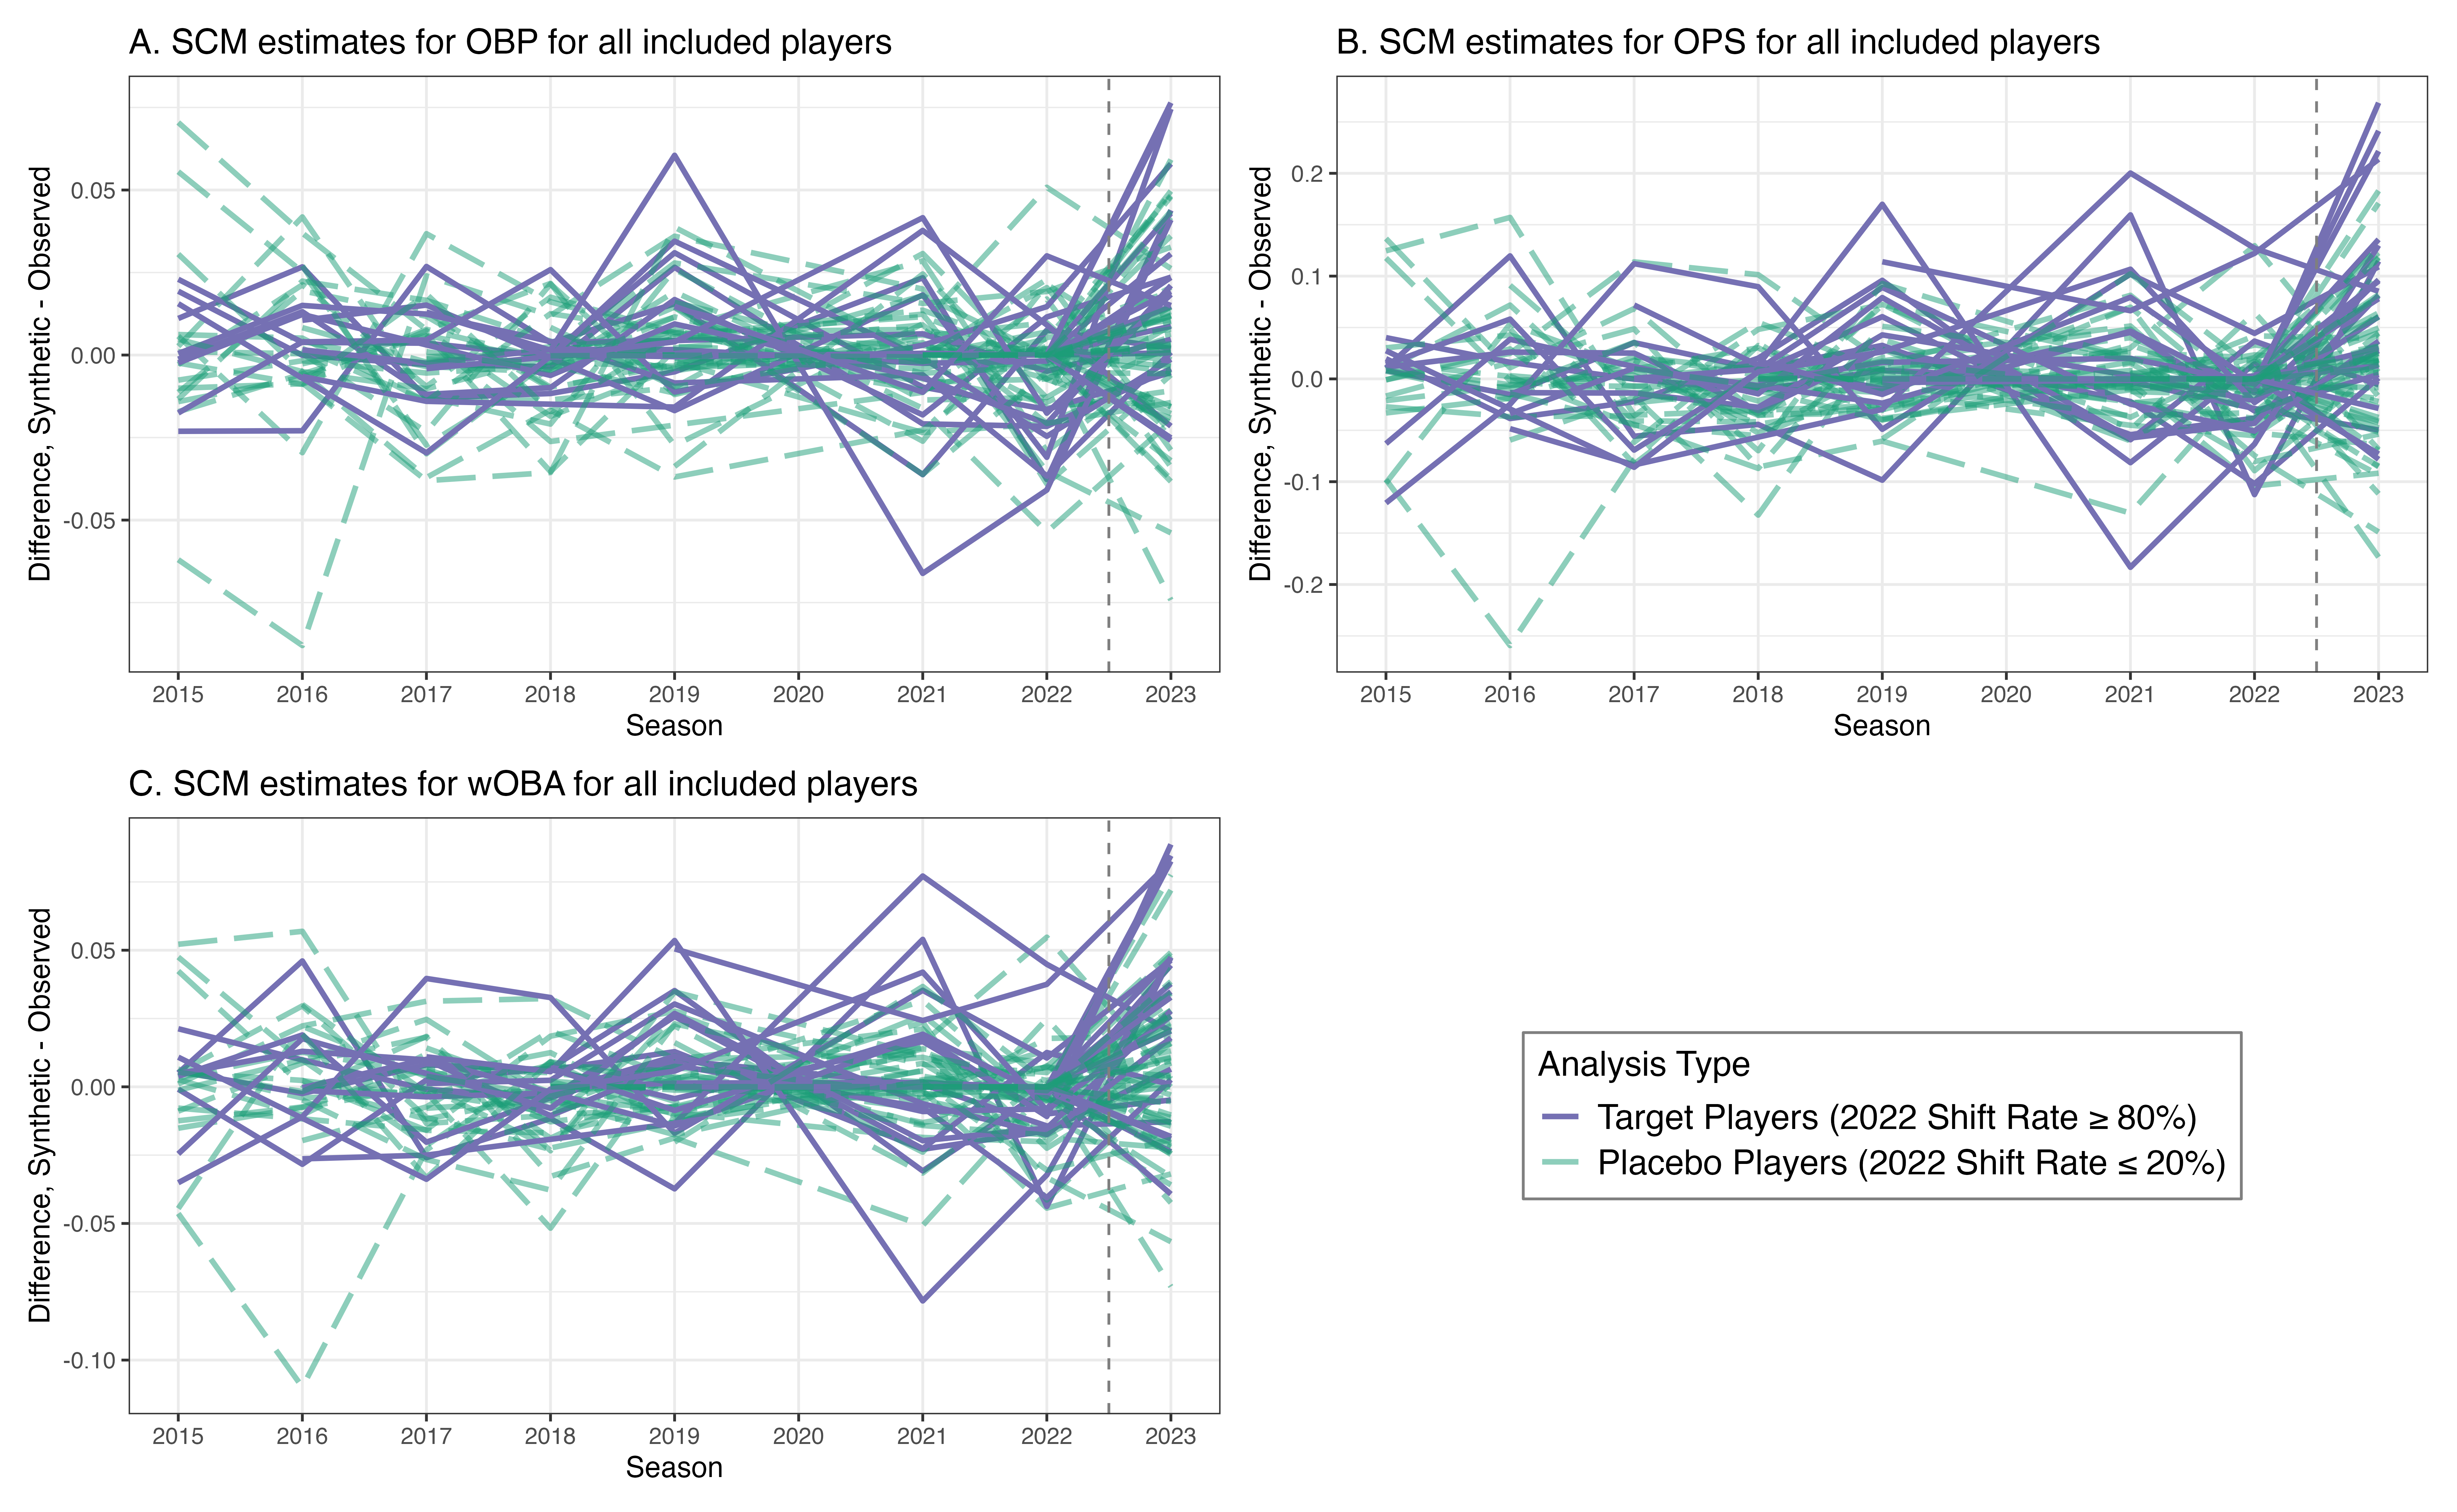 A. SCM estimates for OBP for all included players
Difference, Synthetic - Observed
0.05
0.00
-0.05
2015 2016 2017 2018 2019 2020 2021 2022 2023
Season
B. SCM estimates for OPS for all included players
Difference, Synthetic - Observed
0.2
0.1
0.0
-0.1
-0.2
2015 2016 2017 2018 2019 2020 2021 2022 2023
Season
C. SCM estimates for wOBA for all included players
Difference, Synthetic - Observed
0.05
0.00
-0.05
-0.10
2015 2016 2017 2018 2019 2020 2021 2022 2023
Season
Analysis Type
Target Players (2022 Shift Rate ≥ 80%)
Placebo Players (2022 Shift Rate ≤ 20%)